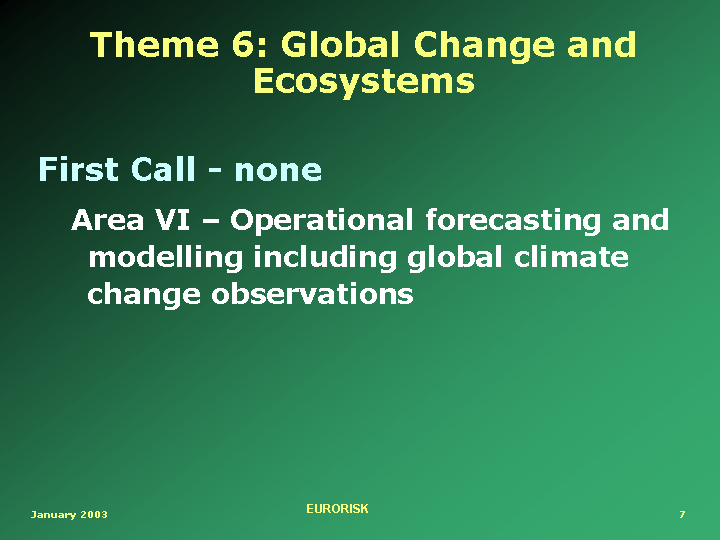 Theme 6: Global Change and
Ecosystems
First Call - none
Area VI – Operational forecasting and
modelling including global climate
change observations
January 2003
EURORISK
7